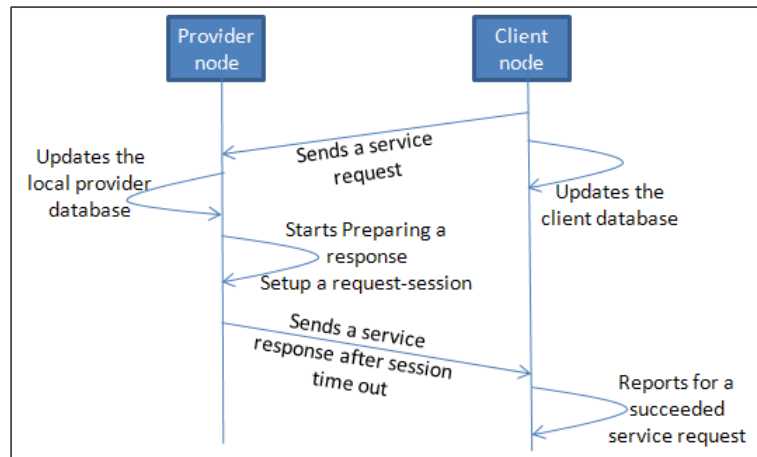 Provider
node
Client
node
Sends a service
request
Updates the
local provider
database
Updates the
client database
Starts Preparing a
response
Setup a request-session
Sends a service
response after session
time out
Reports for a
succeeded
service request